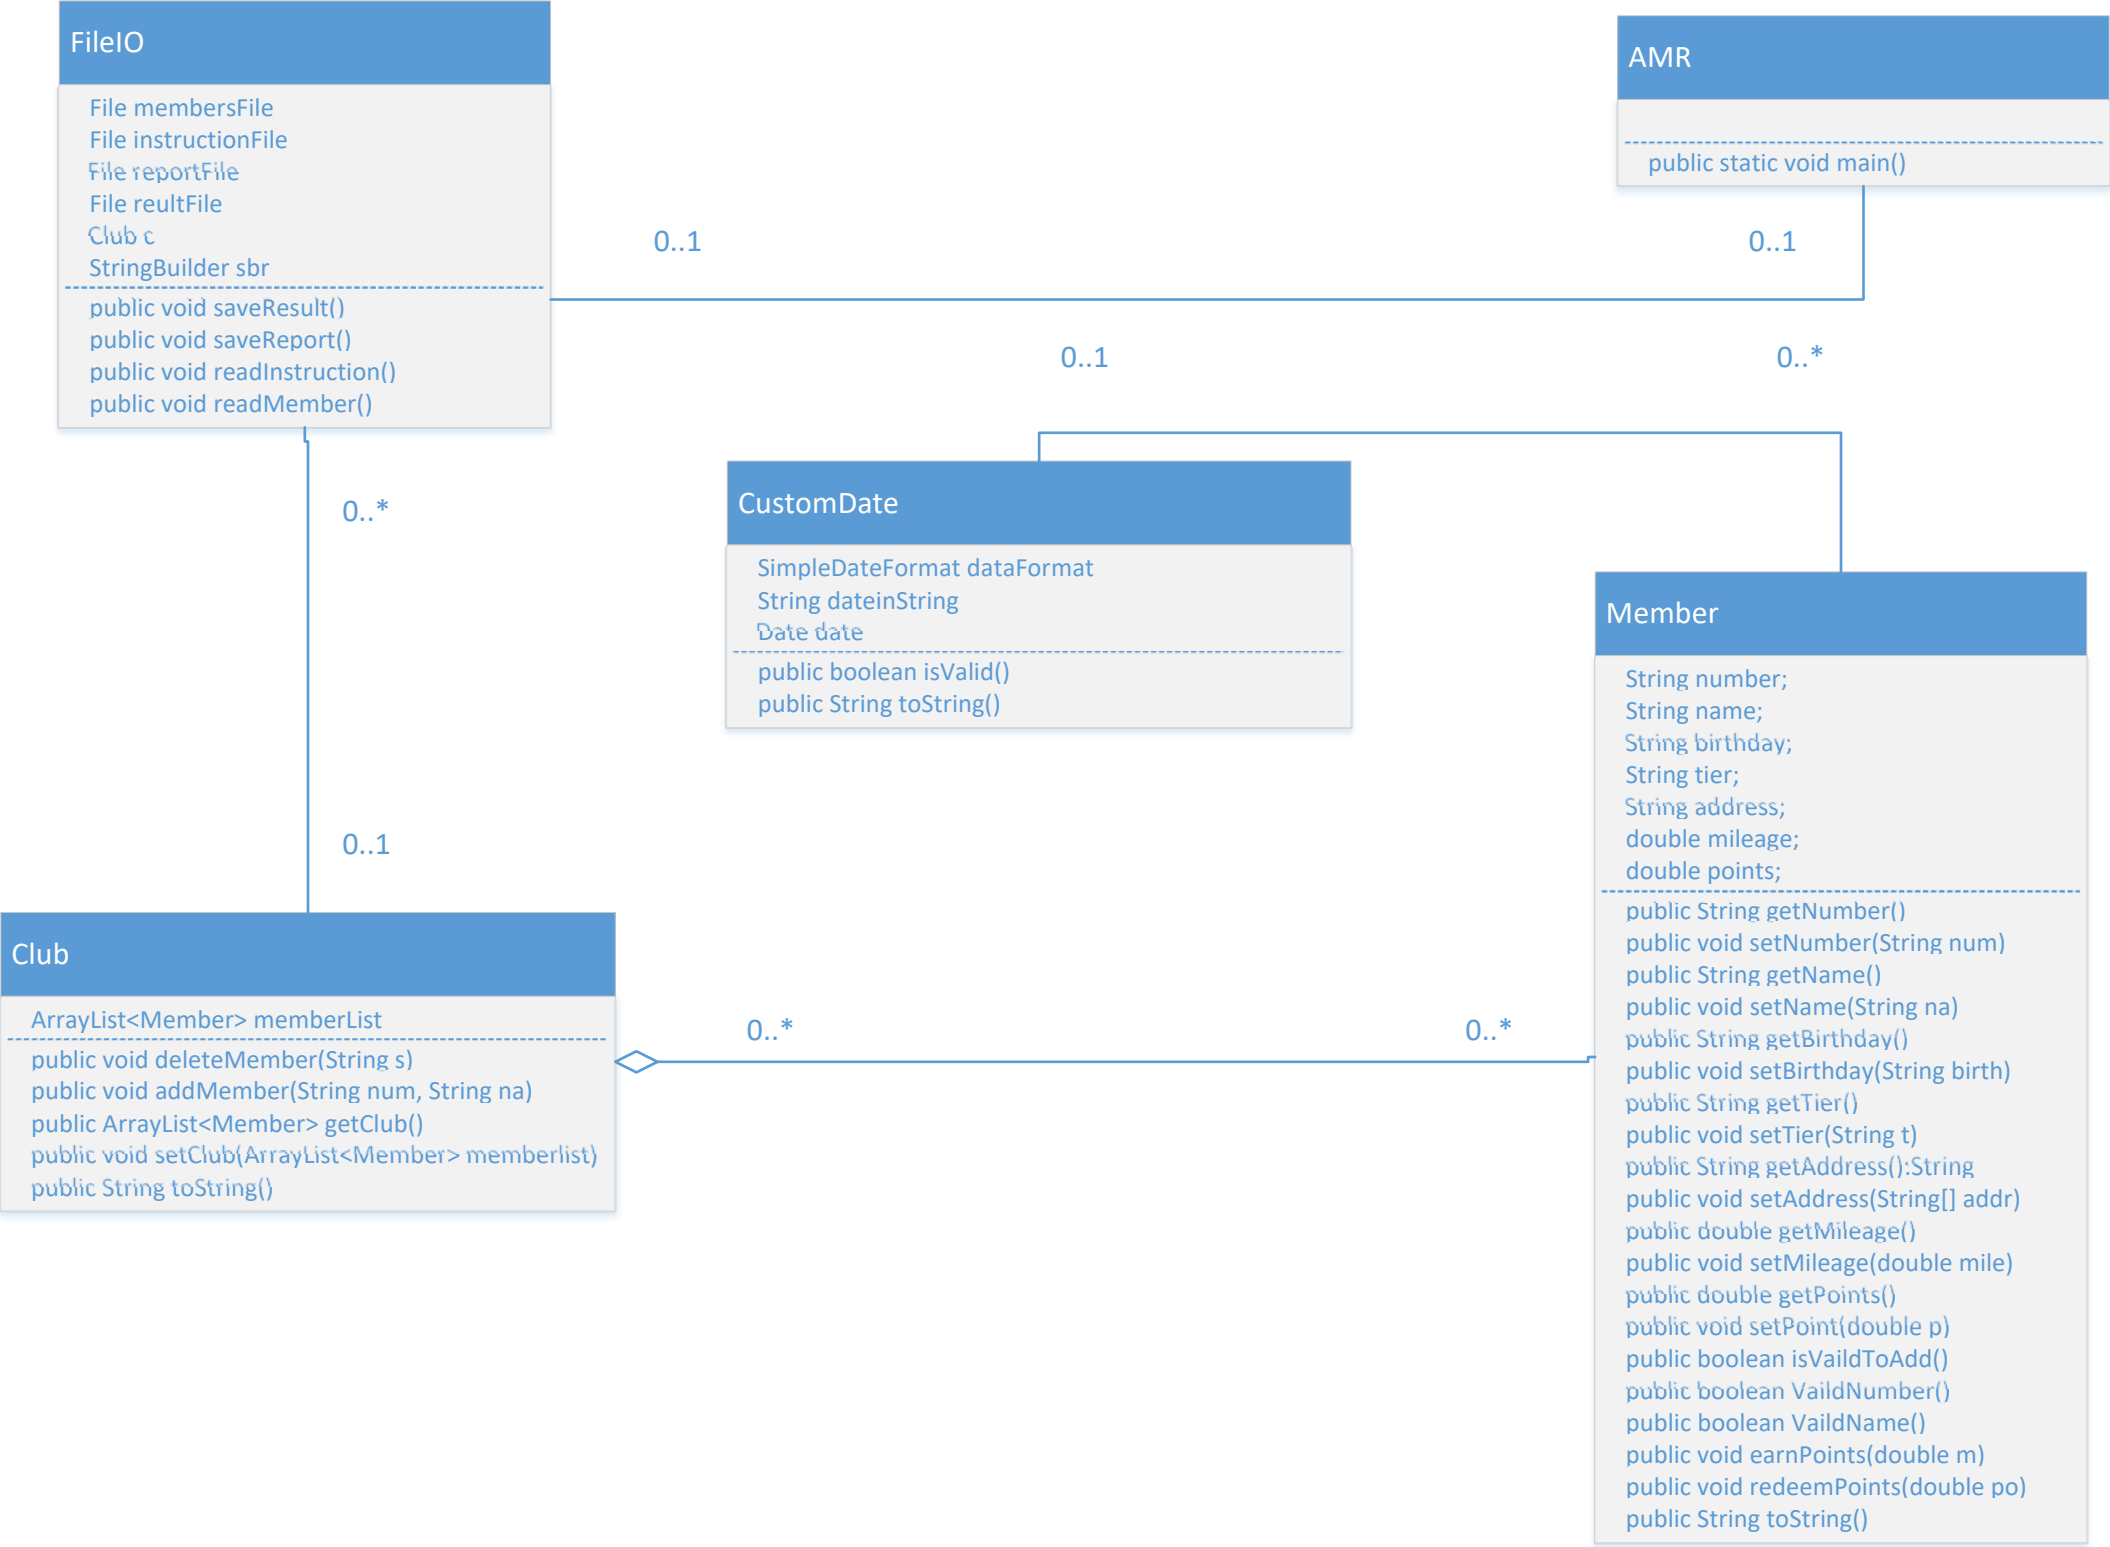 FileIO
File membersFile
File instructionFile
File reportFile
File reultFile
Club c
StringBuilder sbr
public void saveResult()
public void saveReport()
public void readInstruction()
public void readMember()
AMR
public static void main()
0..1
0..1
0..1
0..*
0..*
0..1
CustomDate
SimpleDateFormat dataFormat
String dateinString
Date date
public boolean isValid()
public String toString()
Member
String number;
String name;
String birthday;
String tier;
String address;
double mileage;
double points;
public String getNumber()
public void setNumber(String num)
public String getName()
public void setName(String na)
public String getBirthday()
public void setBirthday(String birth)
public String getTier()
public void setTier(String t)
public String getAddress():String
public void setAddress(String[] addr)
public double getMileage()
public void setMileage(double mile)
public double getPoints()
public void setPoint(double p)
public boolean isVaildToAdd()
public boolean VaildNumber()
public boolean VaildName()
public void earnPoints(double m)
public void redeemPoints(double po)
public String toString()
Club
ArrayList<Member> memberList
public void deleteMember(String s)
public void addMember(String num, String na)
public ArrayList<Member> getClub()
public void setClub(ArrayList<Member> memberlist)
public String toString()
0..*
0..*